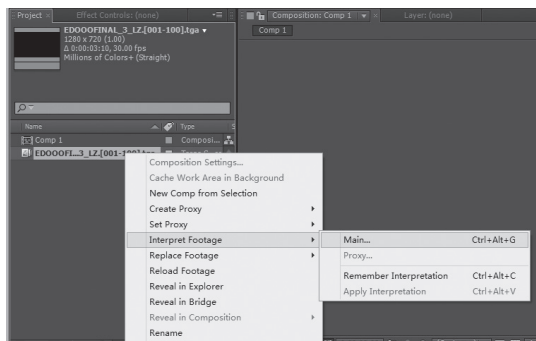 Project × Effect Controls: (none)
Composition: Comp 1 × Layer: (none)
EDOOOFINAL_3_LZ.[001-100].tga ▼
1280 x 720 (1.00)
Δ 0:00:03:10, 30.00 fps
Millions of Colors+ (Straight)
Comp 1
Name Type S
Comp 1 Composi...
EDOOOFI...3_LZ.[001-100].tga
Composition Settings...
Cache Work Area in Background
New Comp from Selection
Create Proxy
Set Proxy
Interpret Footage
Replace Footage
Reload Footage
Reveal in Explorer
Reveal in Bridge
Reveal in Composition
Rename
Main... Ctrl+Alt+G
Proxy...
Remember Interpretation Ctrl+Alt+C
Apply Interpretation Ctrl+Alt+V